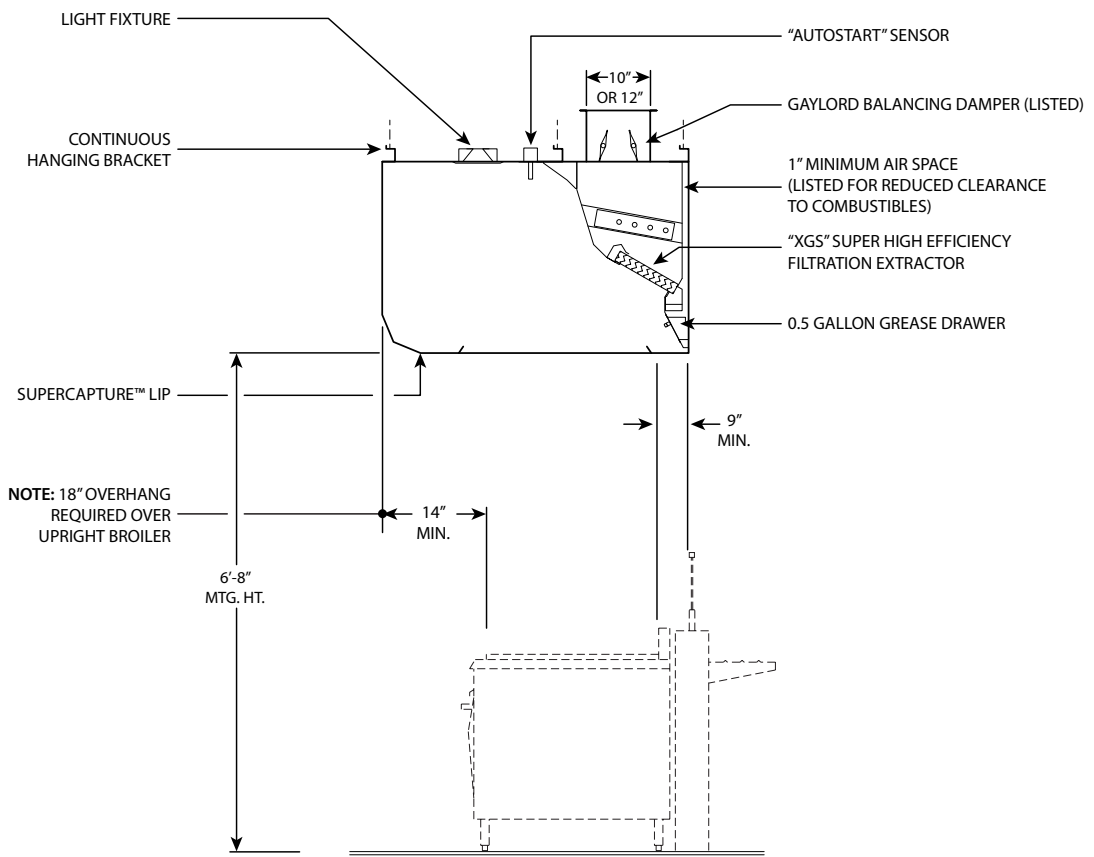 LIGHT FIXTURE
“AUTOSTART” SENSOR
10”
OR 12”
GAYLORD BALANCING DAMPER (LISTED)
CONTINUOUS
HANGING BRACKET
1” MINIMUM AIR SPACE
(LISTED FOR REDUCED CLEARANCE
TO COMBUSTIBLES)
“XGS” SUPER HIGH EFFICIENCY
FILTRATION EXTRACTOR
0.5 GALLON GREASE DRAWER
SUPERCAPTURE™ LIP
9”
MIN.
NOTE: 18” OVERHANG
REQUIRED OVER
UPRIGHT BROILER
14”
MIN.
6’-8”
MTG. HT.